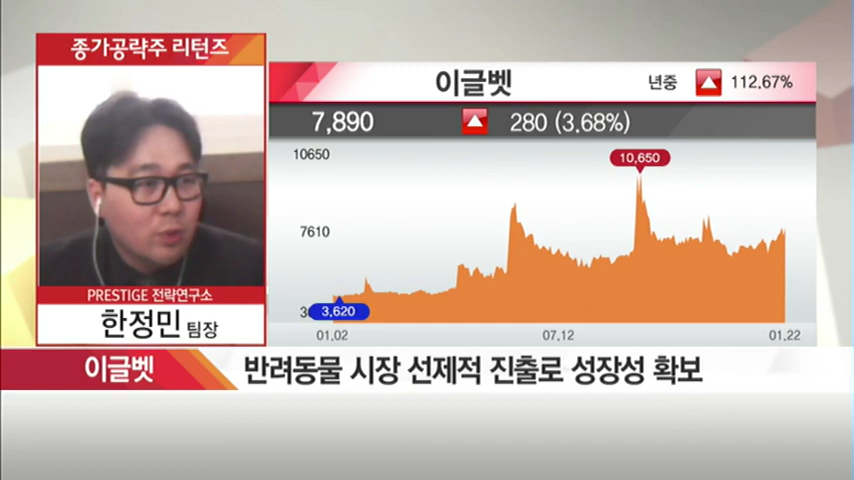 종가공략주 리턴즈
PRESTIGE 전략연구소
한정민 팀장
이글벳
년중 112.67%
7,890 280 (3.68%)
10650
10,650
7610
3,620
01.02 07.12 01.22
이글벳
반려동물 시장 선제적 진출로 성장성 확보